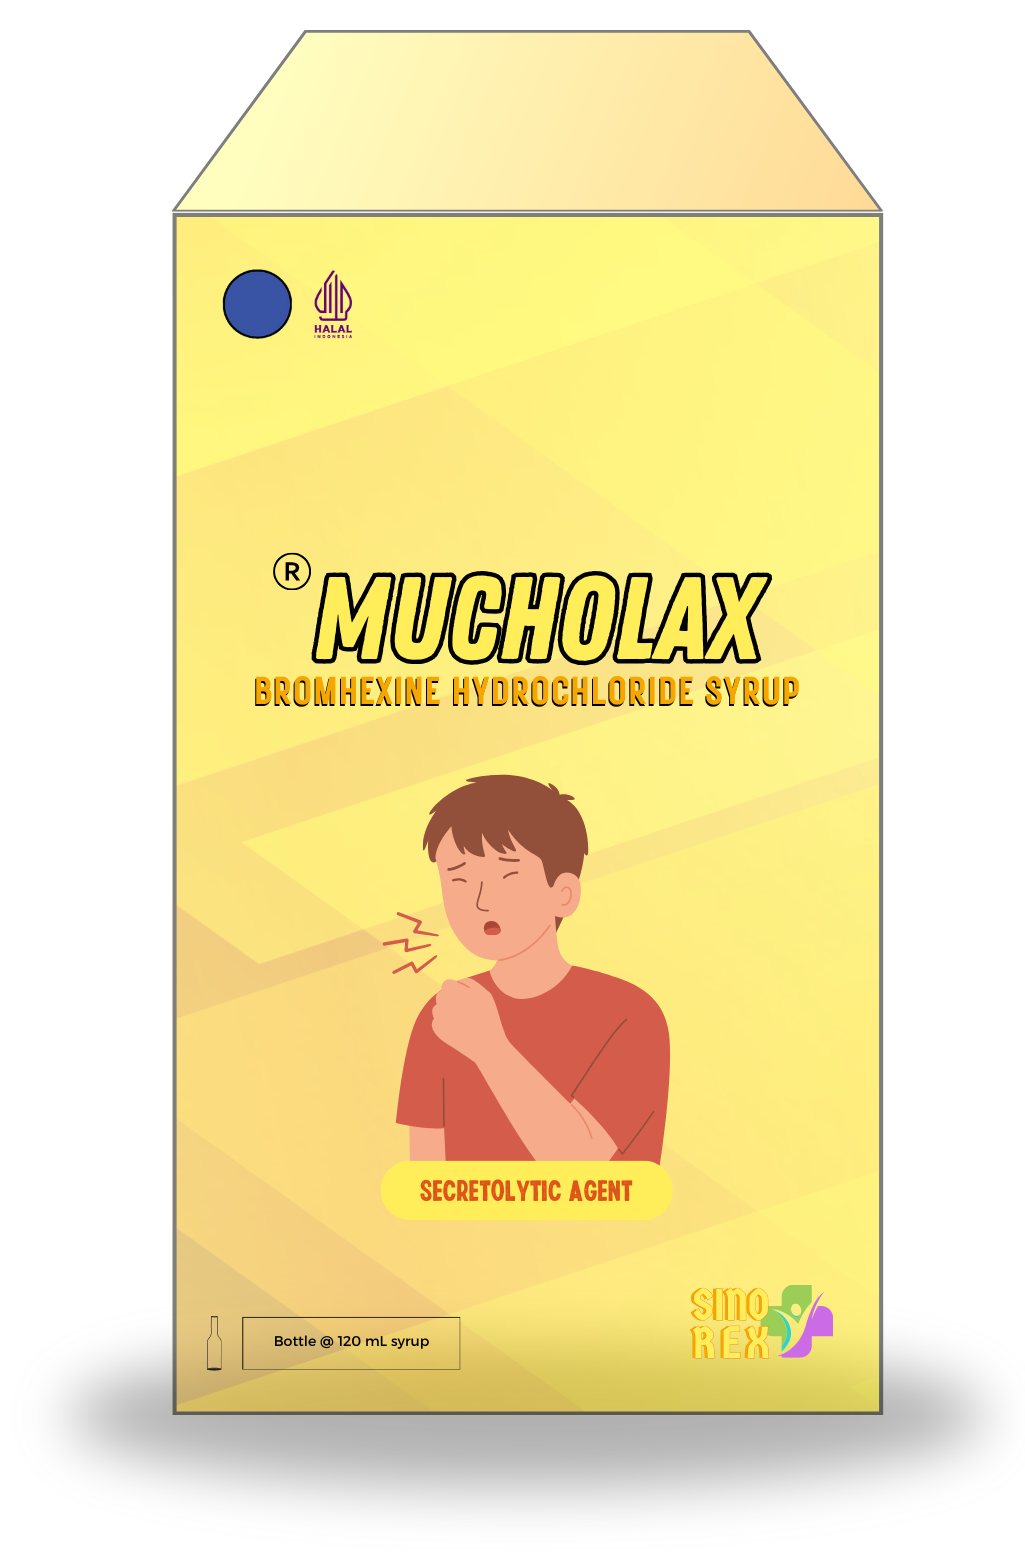 HALAL
INDONESIA
®
MUCHOLAX
BROMHEXINE HYDROCHLORIDE SYRUP
SECRETOLYTIC AGENT
Bottle @ 120 mL syrup
SINO
REX